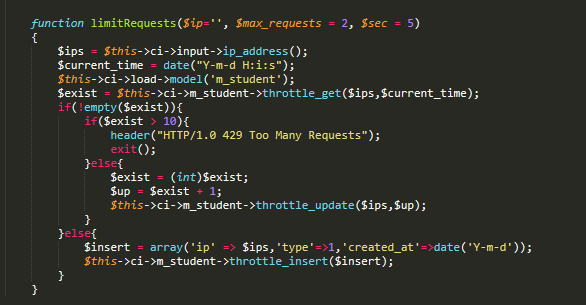 function limitRequests($ip='', $max_requests = 2, $sec = 5)
{
$ips = $this->ci->input->ip_address();
$current_time = date("Y-m-d H:i:s");
$this->ci->load->model('m_student');
$exist = $this->ci->m_student->throttle_get($ips,$current_time);
if(!empty($exist)){
if($exist > 10){
header("HTTP/1.0 429 Too Many Requests");
exit();
}else{
$exist = (int)$exist;
$up = $exist + 1;
$this->ci->m_student->throttle_update($ips,$up);
}
}else{
$insert = array('ip' => $ips,'type'=>1,'created_at'=>date('Y-m-d'));
$this->ci->m_student->throttle_insert($insert);
}
}